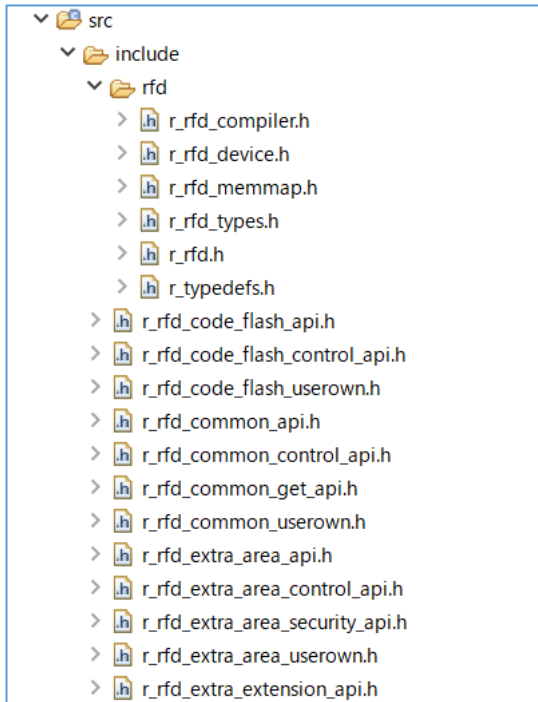 src
include
rfd
r_rfd_compiler.h
r_rfd_device.h
r_rfd_memmap.h
r_rfd_types.h
r_rfd.h
r_typedefs.h
r_rfd_code_flash_api.h
r_rfd_code_flash_control_api.h
r_rfd_code_flash_userown.h
r_rfd_common_api.h
r_rfd_common_control_api.h
r_rfd_common_get_api.h
r_rfd_common_userown.h
r_rfd_extra_area_api.h
r_rfd_extra_area_control_api.h
r_rfd_extra_area_security_api.h
r_rfd_extra_area_userown.h
r_rfd_extra_extension_api.h